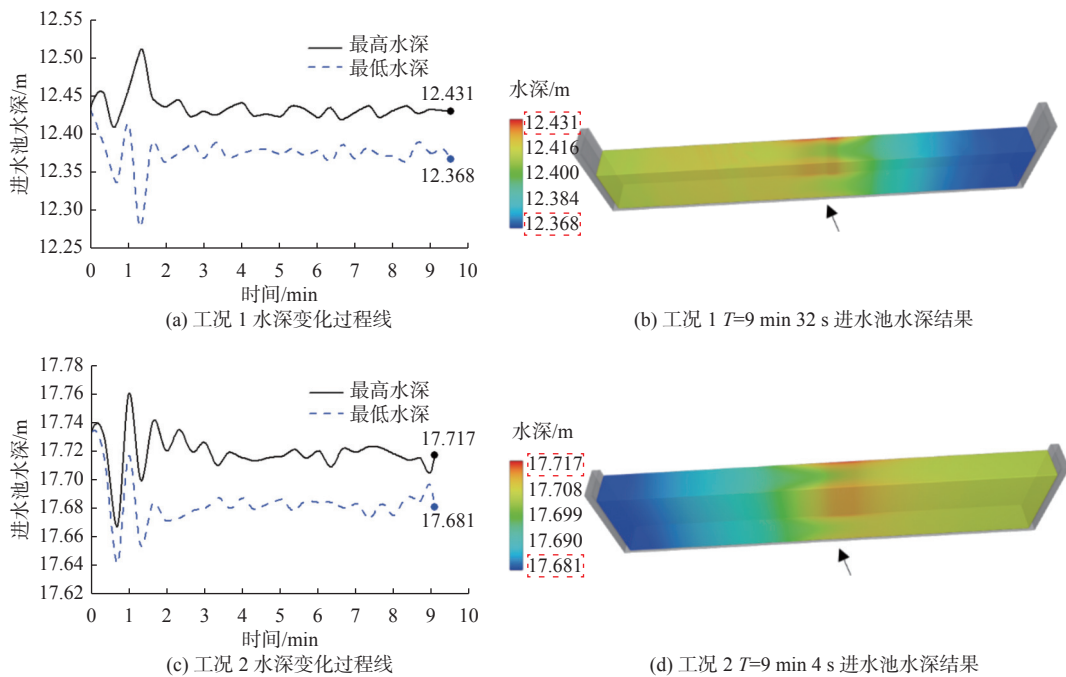 12.55
12.50
12.45
12.40
12.35
12.30
12.25
进水池水深/m
最高水深
最低水深
12.431
12.368
0 1 2 3 4 5 6 7 8 9 10
时间/min
(a) 工况 1 水深变化过程线
水深/m
12.431
12.416
12.400
12.384
12.368
(b) 工况 1 T=9 min 32 s 进水池水深结果
17.78
17.76
17.74
17.72
17.70
17.68
17.66
17.64
17.62
进水池水深/m
最高水深
最低水深
17.717
17.681
0 1 2 3 4 5 6 7 8 9 10
时间/min
(c) 工况 2 水深变化过程线
水深/m
17.717
17.708
17.699
17.690
17.681
(d) 工况 2 T=9 min 4 s 进水池水深结果